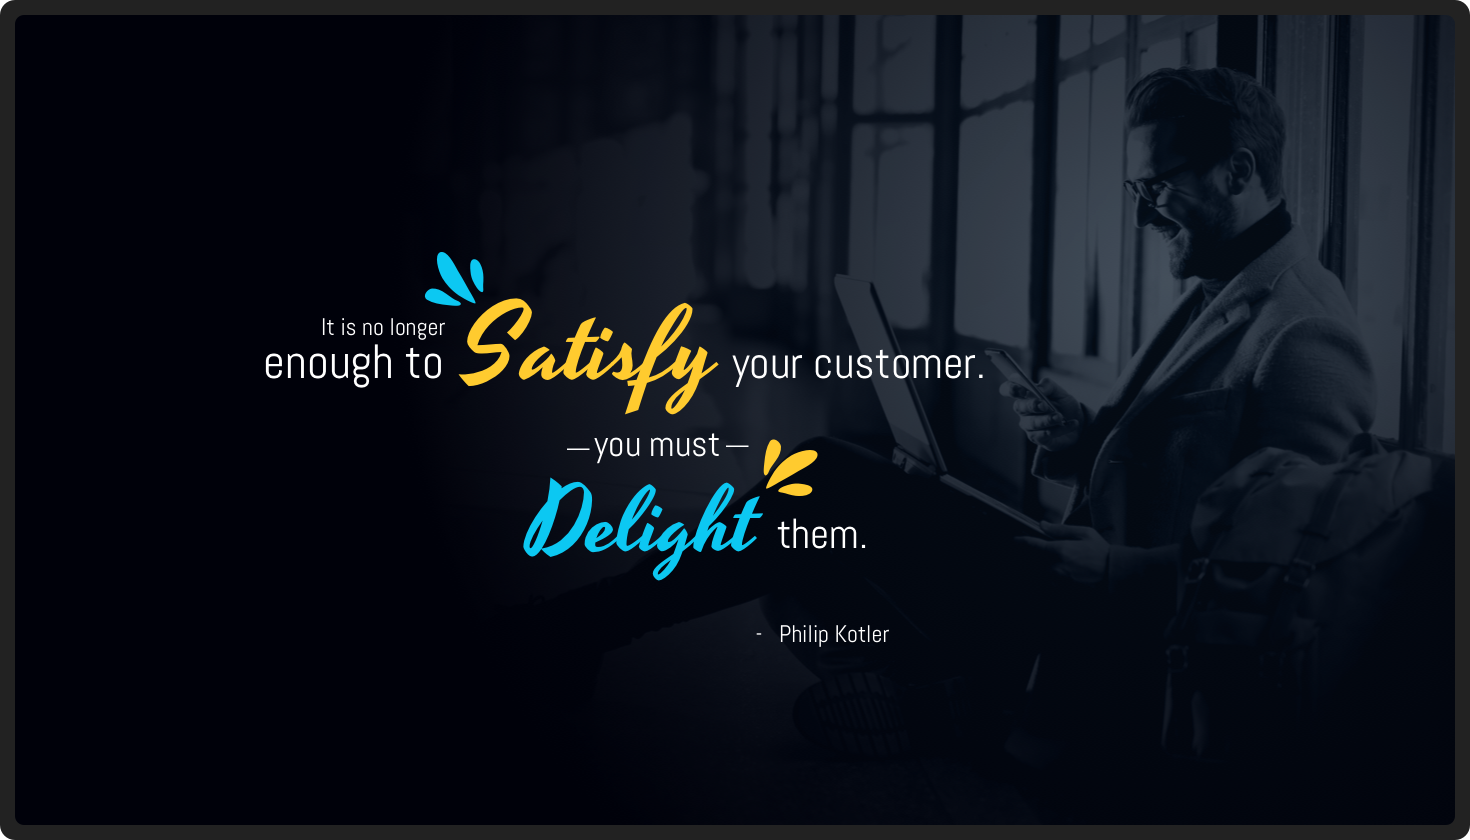 It is no longer
enough to Satisfy your customer.
—you must—
Delight them.
- Philip Kotler